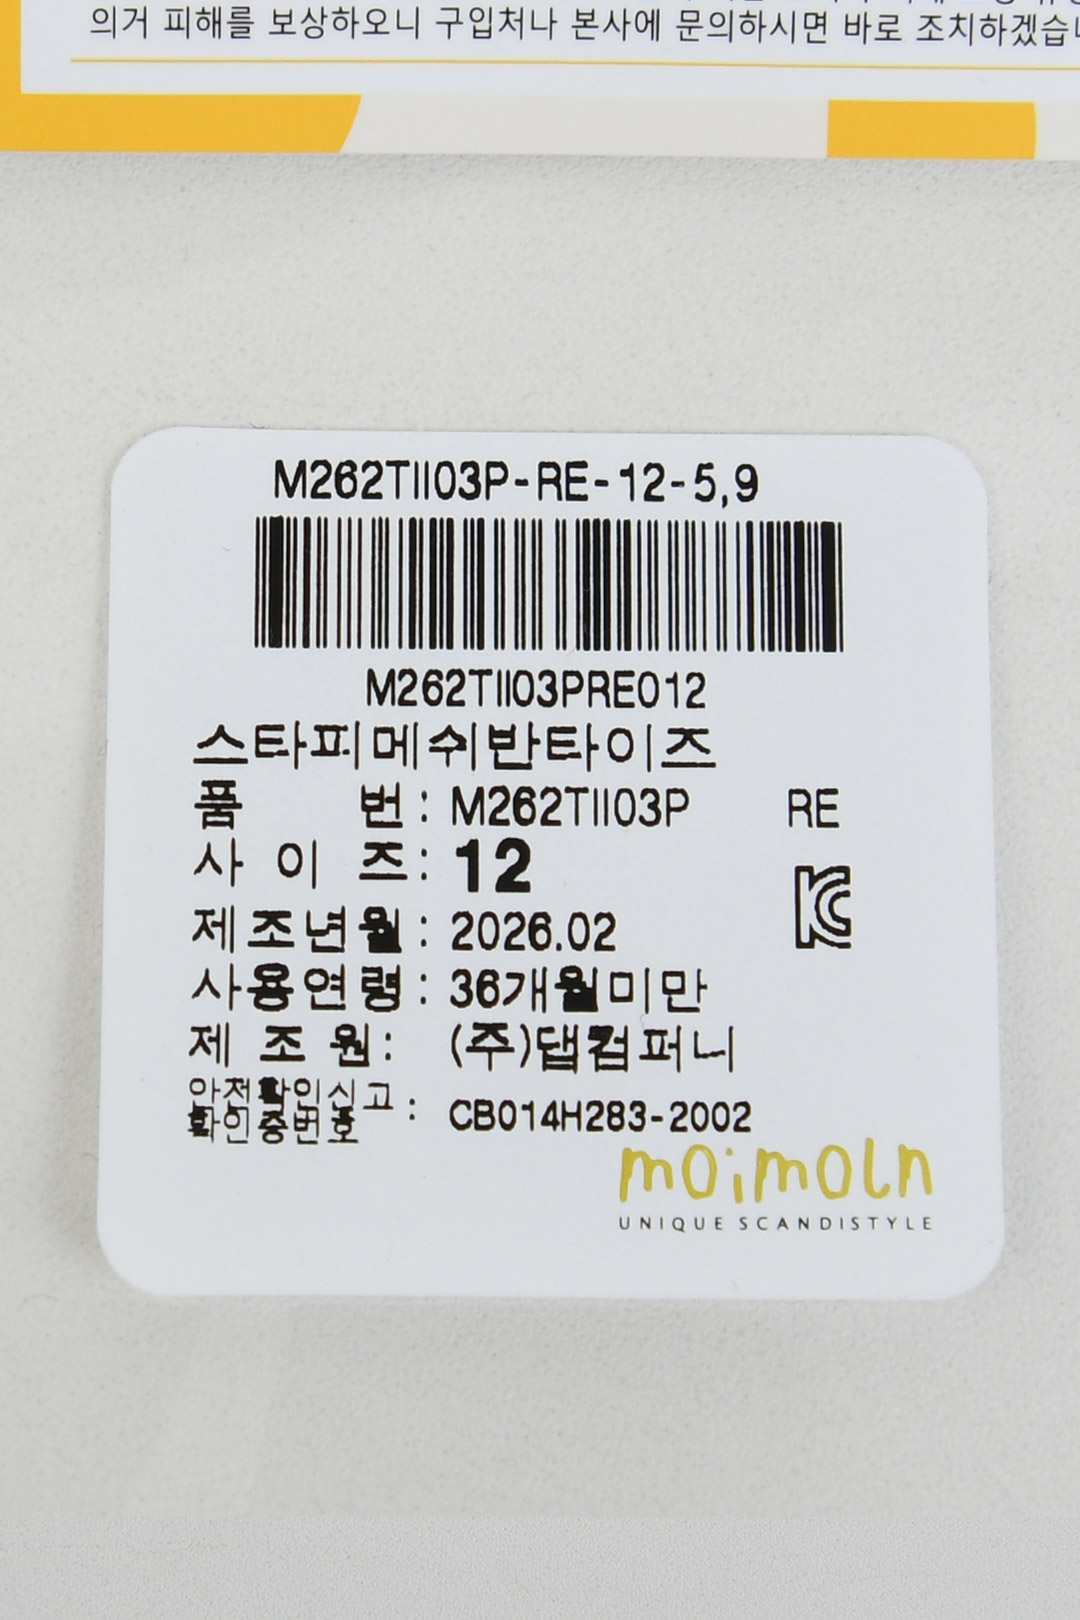 의거 피해를 보상하오니 구입처나 본사에 문의하시면 바로 조치하겠습니
M262TII03P-RE-12-5,9
M262TII03PRE012
스타피메쉬반타이즈
품 번 : M262TII03P RE
사 이 즈 : 12
제조년월 : 2026.02
사용연령 : 36개월미만
제 조 원 : (주)댑컴퍼니
안전확인신고
확인증번호 : CB014H283-2002
moimoln
UNIQUE SCANDISTYLE